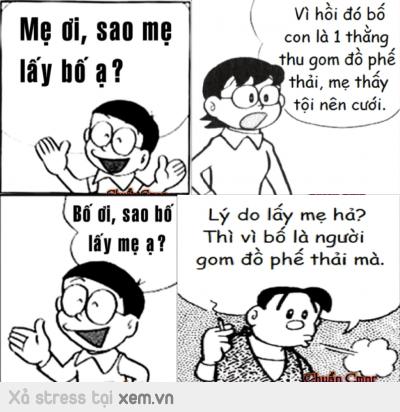 Mẹ ơi, sao mẹ
lấy bố ạ?
Vì hồi đó bố
con là 1 thằng
thu gom đồ phế
thải, mẹ thấy
tội nên cưới.
Bố ơi, sao bố
lấy mẹ ạ?
Lý do lấy mẹ hả?
Thì vì bố là người
gom đồ phế thải mà.
Chuẩn Cmnr
Xả stress tại xem.vn